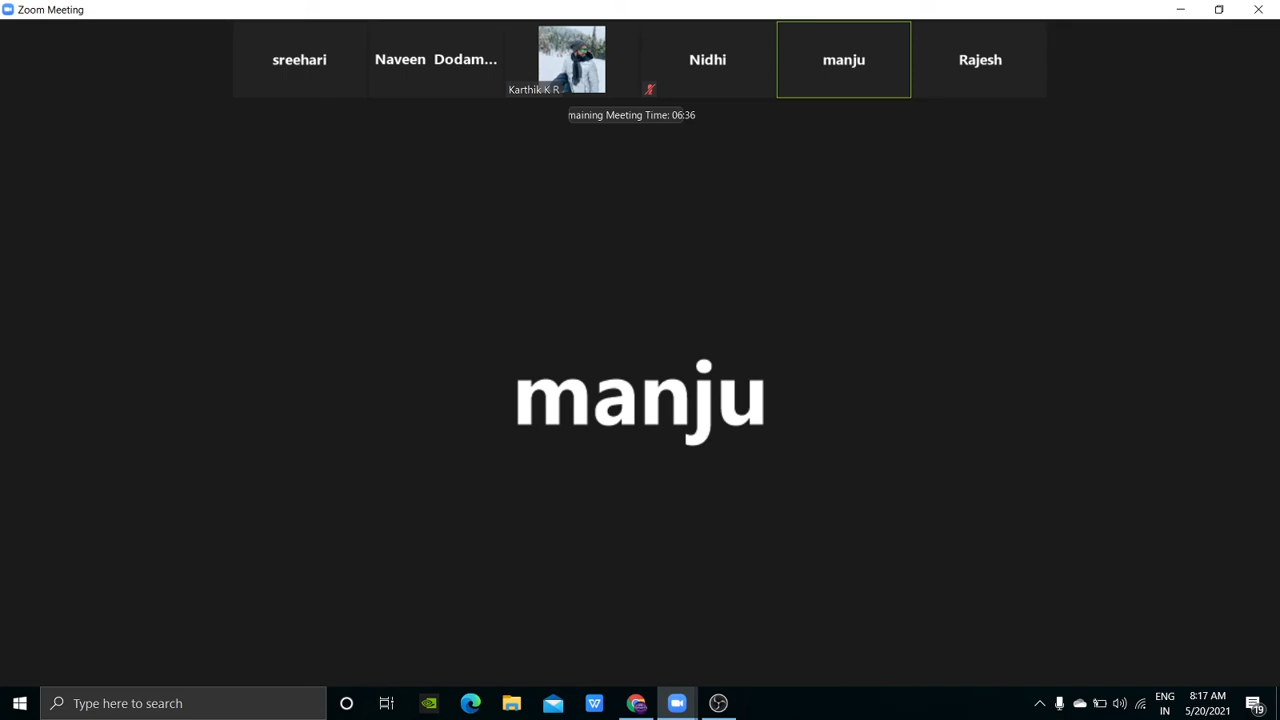 Zoom Meeting
sreehari
Naveen Dodam...
Karthik K R
Nidhi
manju
Rajesh
maining Meeting Time: 06:36
manju
Type here to search
ENG
IN
8:17 AM
5/20/2021
19